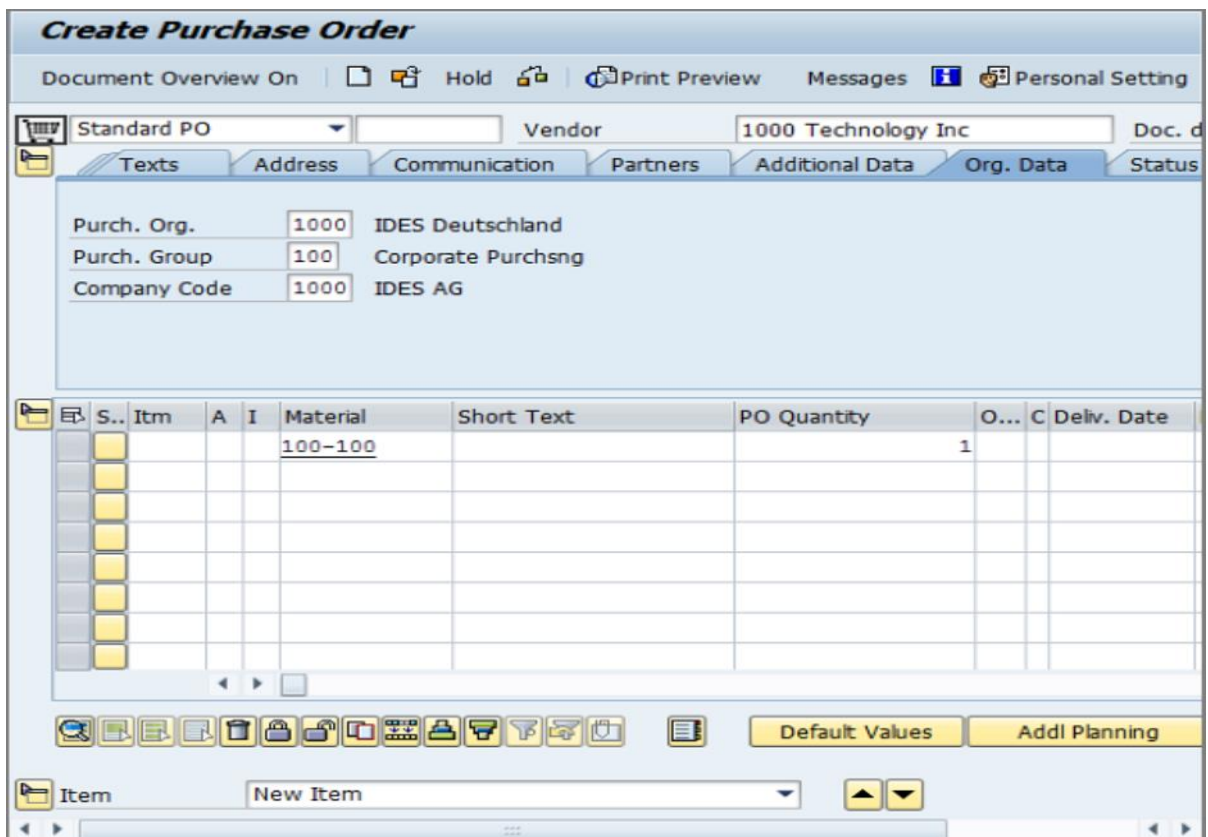 Create Purchase Order
Document Overview On Hold Print Preview Messages Personal Setting
Standard PO Vendor 1000 Technology Inc Doc. d
Texts Address Communication Partners Additional Data Org. Data Status
Purch. Org. 1000 IDES Deutschland
Purch. Group 100 Corporate Purchsng
Company Code 1000 IDES AG
S.. Itm A I Material Short Text PO Quantity O... C Deliv. Date
100-100 1
Default Values Addl Planning
Item New Item